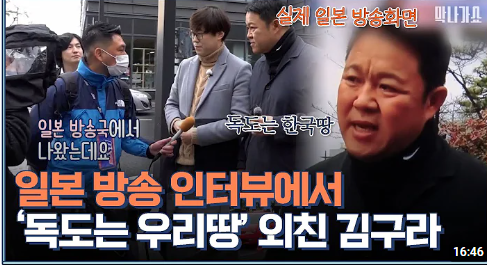 실제 일본 방송화면
막나가쇼
일본 방송국에서
나왔는데요
독도는 한국땅
일본 방송 인터뷰에서
'독도는 우리땅' 외친 김구라
16:46